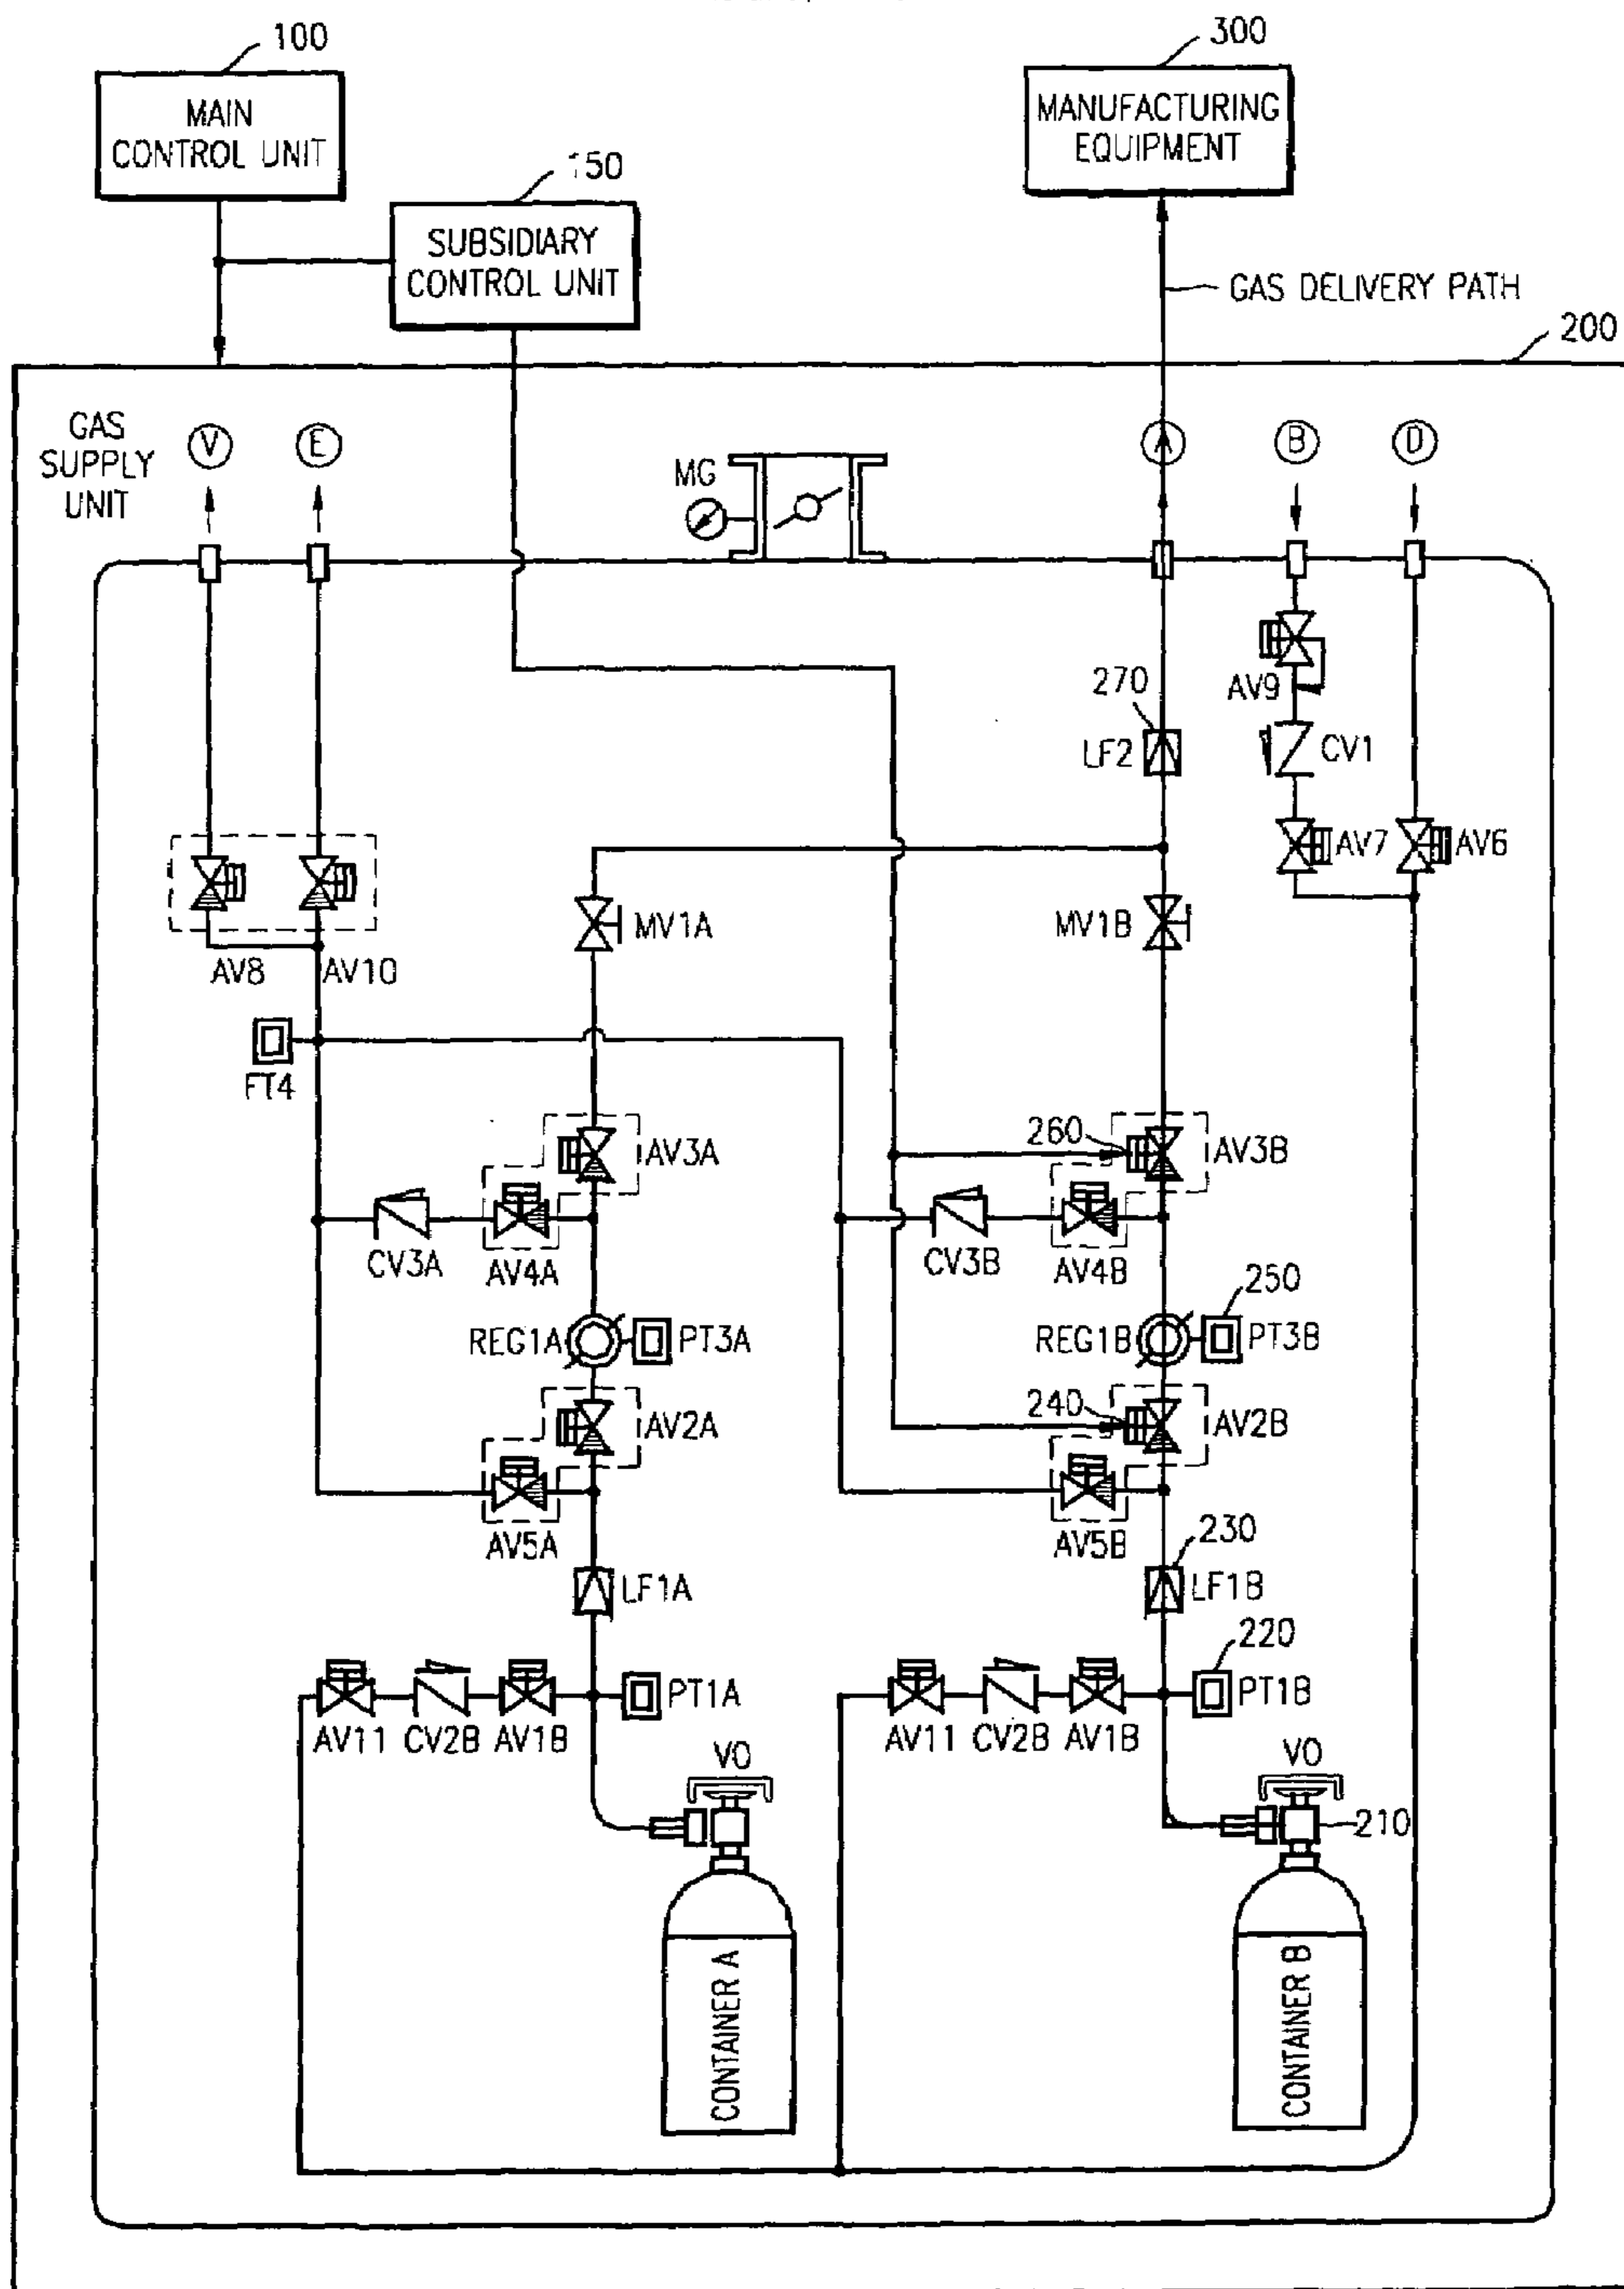 100
300
MAIN
CONTROL UNIT
MANUFACTURING
EQUIPMENT
150
SUBSIDIARY
CONTROL UNIT
GAS DELIVERY PATH
200
GAS
SUPPLY
UNIT
V
E
MG
A
B
D
AV9
270
LF2
CV1
AV7
AV6
MV1A
MV1B
AV8
AV10
FT4
AV3A
260
AV3B
CV3A
AV4A
CV3B
AV4B
250
REG1A
PT3A
REG1B
PT3B
AV2A
240
AV2B
AV5A
AV5B
230
LF1A
LF1B
220
PT1A
PT1B
AV11
CV2B
AV1B
AV11
CV2B
AV1B
VO
VO
210
CONTAINER A
CONTAINER B